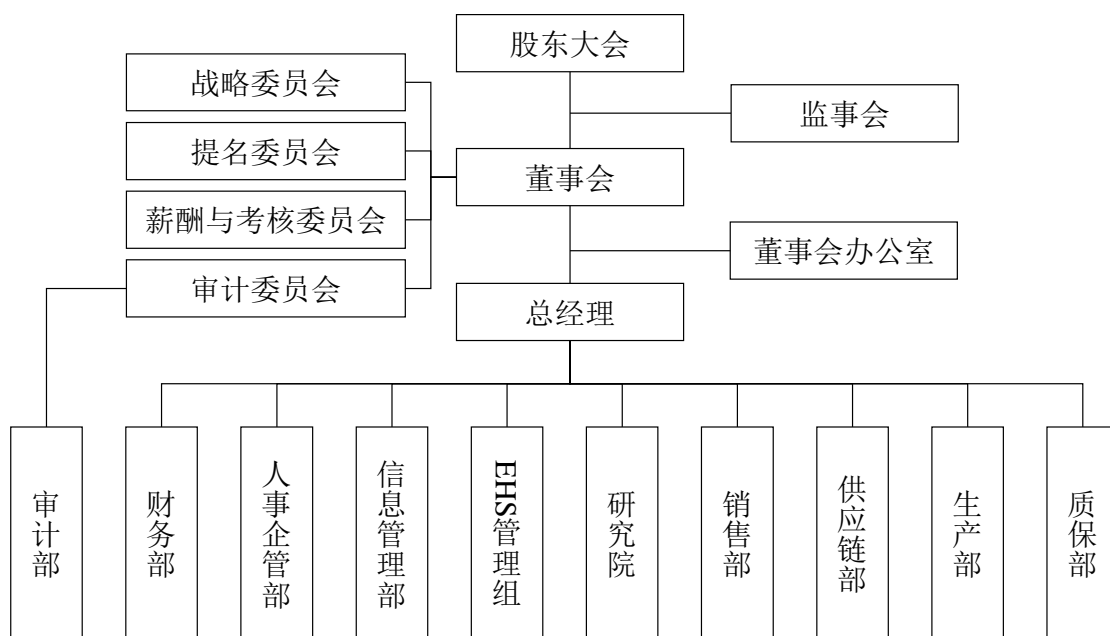 股东大会
战略委员会
监事会
提名委员会
董事会
薪酬与考核委员会
董事会办公室
审计委员会
总经理
审计部
财务部
人事企管部
信息管理部
EHS管理组
研究院
销售部
供应链部
生产部
质保部